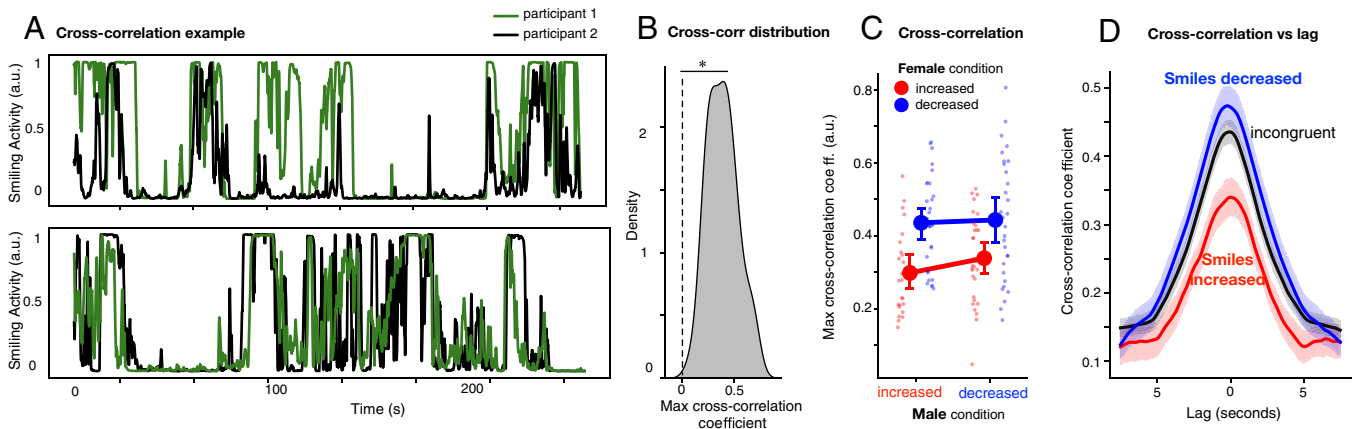 A
Cross-correlation example
participant 1
participant 2
Smiling Activity (a.u.)
1
0.5
0
Smiling Activity (a.u.)
1
0.5
0
0
100
200
Time (s)
B
Cross-corr distribution
*
Density
2
1
0
0
0.5
Max cross-correlation
coefficient
C
Cross-correlation
Female condition
increased
decreased
Max cross-correlation coe ff. (a.u.)
0.8
0.6
0.4
0.2
increased
decreased
Male condition
D
Cross-correlation vs lag
Smiles decreased
incongruent
Smiles
increased
Cross-correlation coe fficient
0.5
0.4
0.3
0.2
0.1
5
0
5
Lag (seconds)